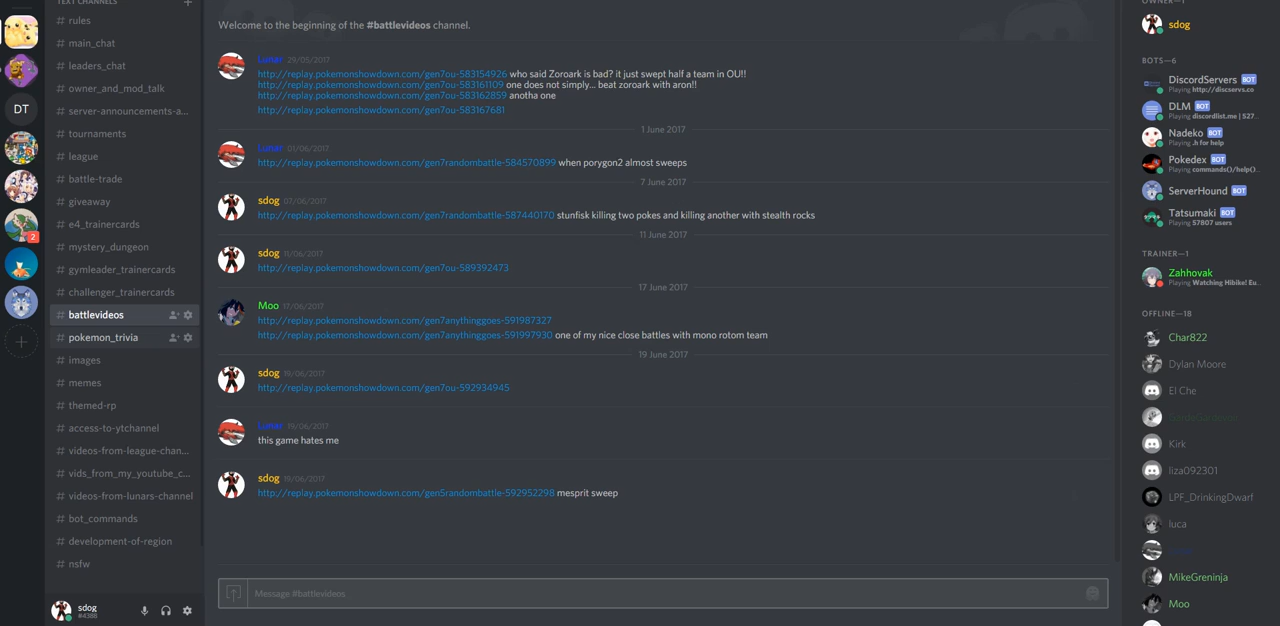 TEXT CHANNELS
# rules
# main_chat
# leaders_chat
# owner_and_mod_talk
# server-announcements-a...
# tournaments
# league
# battle-trade
# giveaway
# e4_trainercards
# mystery_dungeon
# gymleader_trainercards
# challenger_trainercards
# battlevideos
# pokemon_trivia
# images
# memes
# themed-rp
# access-to-ytchannel
# videos-from-league-chan...
# vids_from_my_youtube_c...
# videos-from-lunars-channel
# bot_commands
# development-of-region
# nsfw
DT
2
sdog
#4386
Welcome to the beginning of the #battlevideos channel.
Lunar 29/05/2017
http://replay.pokemonshowdown.com/gen7ou-583154926 who said Zoroark is bad? it just swept half a team in OU!!
http://replay.pokemonshowdown.com/gen7ou-583161109 one does not simply... beat zoroark with aron!!
http://replay.pokemonshowdown.com/gen7ou-583162859 anotha one
http://replay.pokemonshowdown.com/gen7ou-583167681
1 June 2017
Lunar 01/06/2017
http://replay.pokemonshowdown.com/gen7randombattle-584570899 when porygon2 almost sweeps
7 June 2017
sdog 07/06/2017
http://replay.pokemonshowdown.com/gen7randombattle-587440170 stunfisk killing two pokes and killing another with stealth rocks
11 June 2017
sdog 11/06/2017
http://replay.pokemonshowdown.com/gen7ou-589392473
17 June 2017
Moo 17/06/2017
http://replay.pokemonshowdown.com/gen7anythinggoes-591987327
http://replay.pokemonshowdown.com/gen7anythinggoes-591997930 one of my nice close battles with mono rotom team
19 June 2017
sdog 19/06/2017
http://replay.pokemonshowdown.com/gen7ou-592934945
Lunar 19/06/2017
this game hates me
sdog 19/06/2017
http://replay.pokemonshowdown.com/gen5randombattle-592952298 mesprit sweep
Message #battlevideos
OWNER—1
sdog
BOTS—6
DiscordServers BOT
Playing http://discservs.co
DLM BOT
Playing discordlist.me | 527...
Nadeko BOT
Playing .h for help
Pokedex BOT
Playing commands()/help()...
ServerHound BOT
Tatsumaki BOT
Playing 57807 users
TRAINER—1
Zahhovak
Playing Watching Hibike! Eu...
OFFLINE—18
Char822
Dylan Moore
El Che
Kirk
liza092301
LPF_DrinkingDwarf
luca
MikeGreninja
Moo